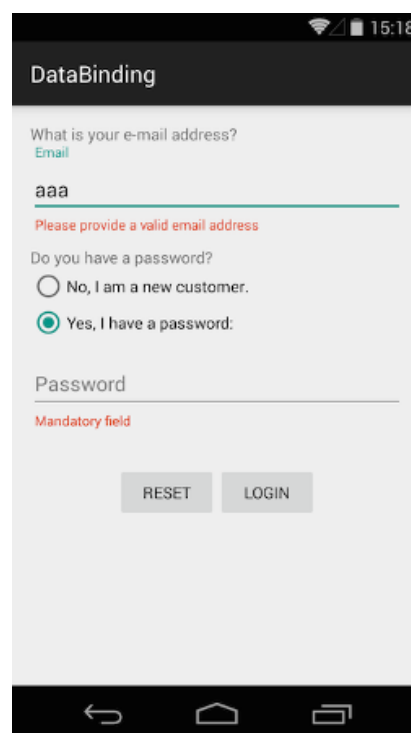 15:18
DataBinding
What is your e-mail address?
Email
aaa
Please provide a valid email address
Do you have a password?
No, I am a new customer.
Yes, I have a password:
Password
Mandatory field
RESET LOGIN